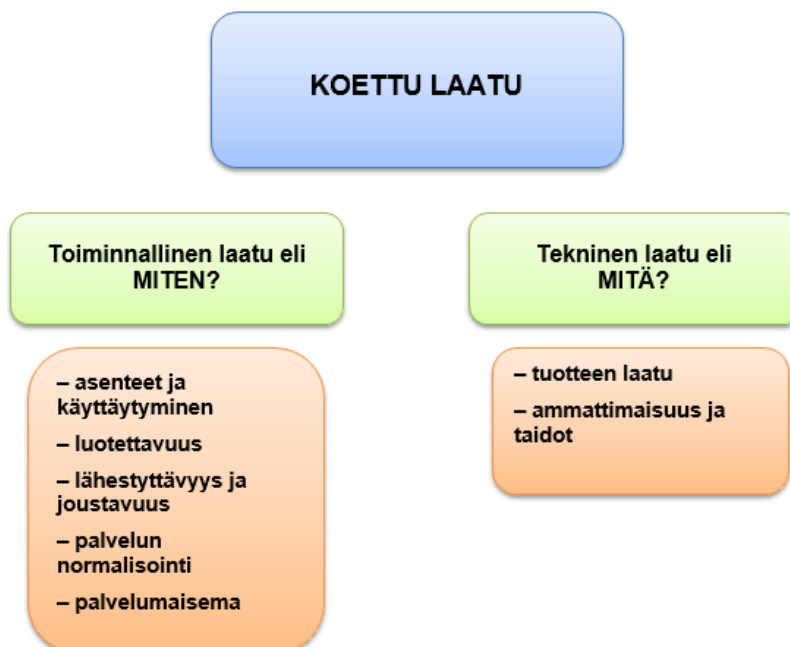 KOETTU LAATU
Toiminnallinen laatu eli
MITEN?
Tekninen laatu eli
MITÄ?
– asenteet ja
käyttäytyminen
– luotettavuus
– lähestyttävyys ja
joustavuus
– palvelun
normalisointi
– palvelumaisema
– tuotteen laatu
– ammattimaisuus ja
taidot